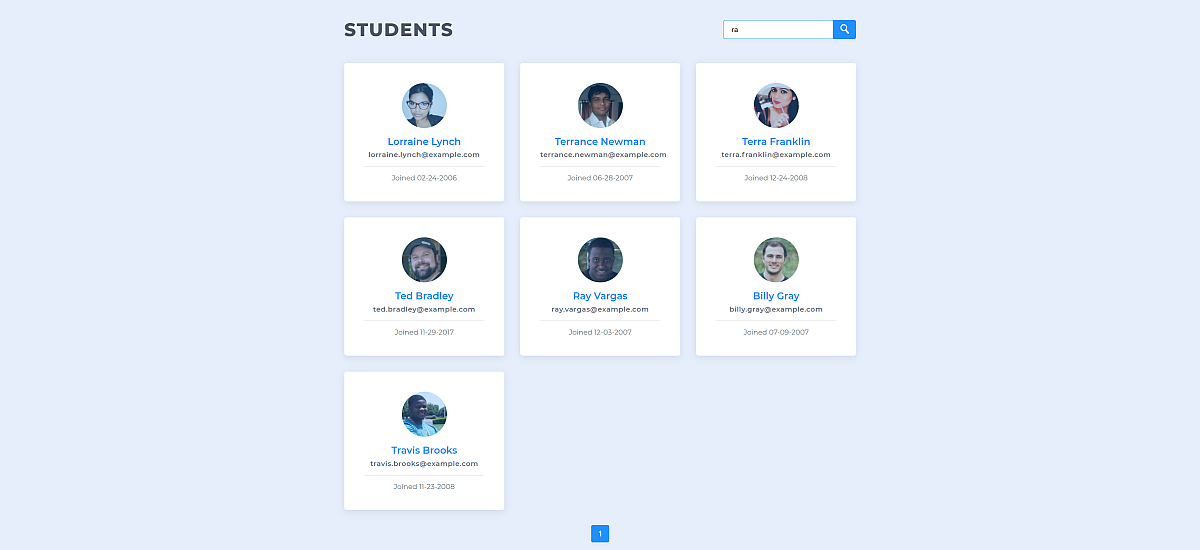 STUDENTS
ra
Lorraine Lynch
lorraine.lynch@example.com
Joined 02-24-2006
Terrance Newman
terrance.newman@example.com
Joined 06-28-2007
Terra Franklin
terra.franklin@example.com
Joined 12-24-2008
Ted Bradley
ted.bradley@example.com
Joined 11-29-2017
Ray Vargas
ray.vargas@example.com
Joined 12-03-2007
Billy Gray
billy.gray@example.com
Joined 07-09-2007
Travis Brooks
travis.brooks@example.com
Joined 11-23-2008
1